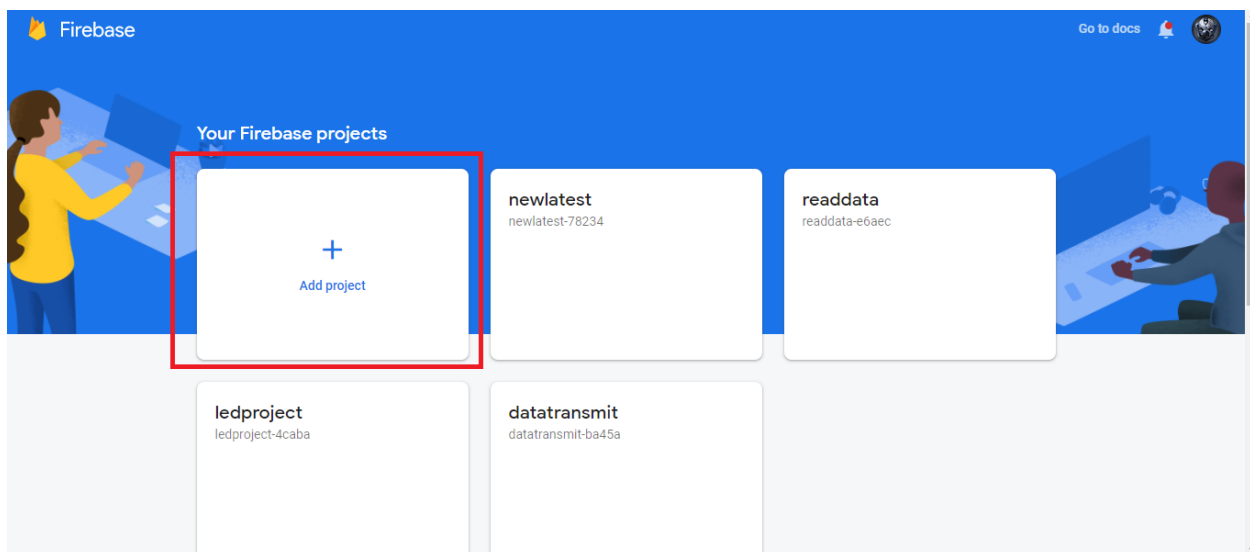 Firebase
Go to docs
Your Firebase projects
Add project
newlatest
newlatest-78234
readdata
readdata-e6aec
ledproject
ledproject-4caba
datatransmit
datatransmit-ba45a